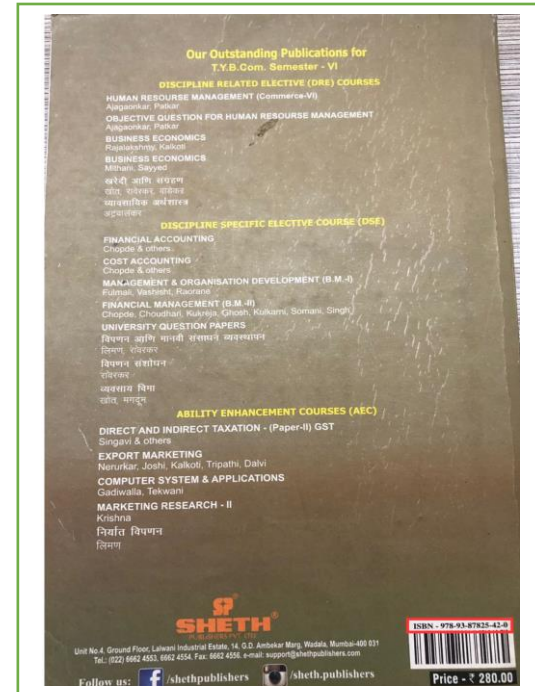 Our Outstanding Publications for
T.Y.B.Com. Semester - VI
DISCIPLINE RELATED ELECTIVE (DRE) COURSES
HUMAN RESOURSE MANAGEMENT (Commerce-VI)
Ajagaonkar, Patkar
OBJECTIVE QUESTION FOR HUMAN RESOURSE MANAGEMENT
Ajagaonkar, Patkar
BUSINESS ECONOMICS
Rajalakshmy, Kalkoti
BUSINESS ECONOMICS
Mithani, Sayyed
खरेदी आणि संग्रहण
खोत, रावेरकर,
व्यावसायिक अर्थशास्त्र
DISCIPLINE SPECIFIC ELECTIVE COURSE (DSE)
FINANCIAL ACCOUNTING
Chopde & others
COST ACCOUNTING
Chopde & others
MANAGEMENT & ORGANISATION DEVELOPMENT (B.M.-I)
Fulmali, Vashisht, Raorane
FINANCIAL MANAGEMENT (B.M.-II)
Chopde, Choudhari, Kukreja, Ghosh, Kolkarni, Somani, Singh
UNIVERSITY QUESTION PAPERS
विपणन आणि मानवी संसाधन व्यवस्थापन
लिमण, रावेरकर
विपणन संशोधन
रावेरकर
व्यवसाय विमा
खोत, मगदूम
ABILITY ENHANCEMENT COURSES (AEC)
DIRECT AND INDIRECT TAXATION - (Paper-II) GST
Singavi & others
EXPORT MARKETING
Nerurkar, Joshi, Kalkoti, Tripathi, Dalvi
COMPUTER SYSTEM & APPLICATIONS
Gadiwalla, Tekwani
MARKETING RESEARCH - II
Krishna
निर्यात विपणन
लिमण
SHETH
PUBLISHERS PVT. LTD.
Unit No.4, Ground Floor, Lalwani Industrial Estate, 14, G.D. Ambekar Marg, Wadala, Mumbai-400 031
Tel.: (022) 6662 4553, 6662 4554. Fax: 6662 4556. e-mail: support@shethpublishers.com
Follow us: /shethpublishers /sheth.publishers
ISBN - 978-93-87825-42-0
Price - ₹ 280.00